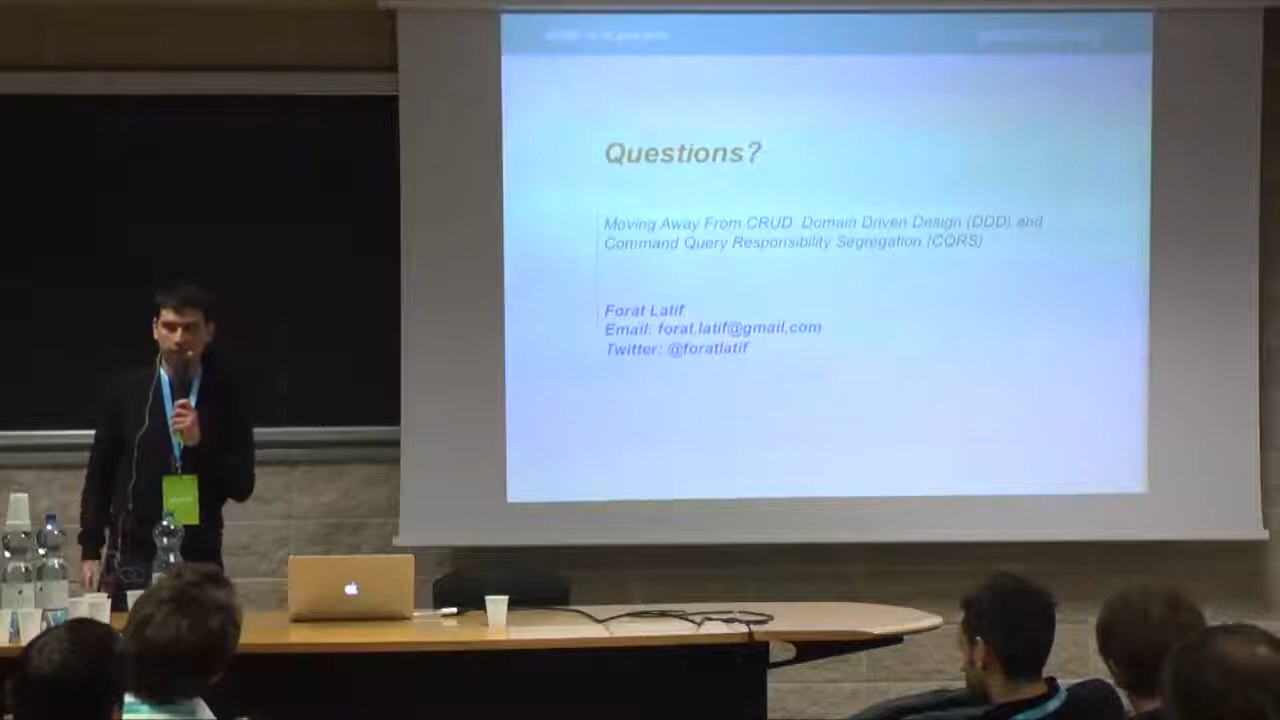 Questions?
Moving Away From CRUD Domain Driven Design (DDD) and
Command Query Responsibility Segregation (CQRS)
Forat Latif
Email: forat.latif@gmail.com
Twitter: @foratlatif